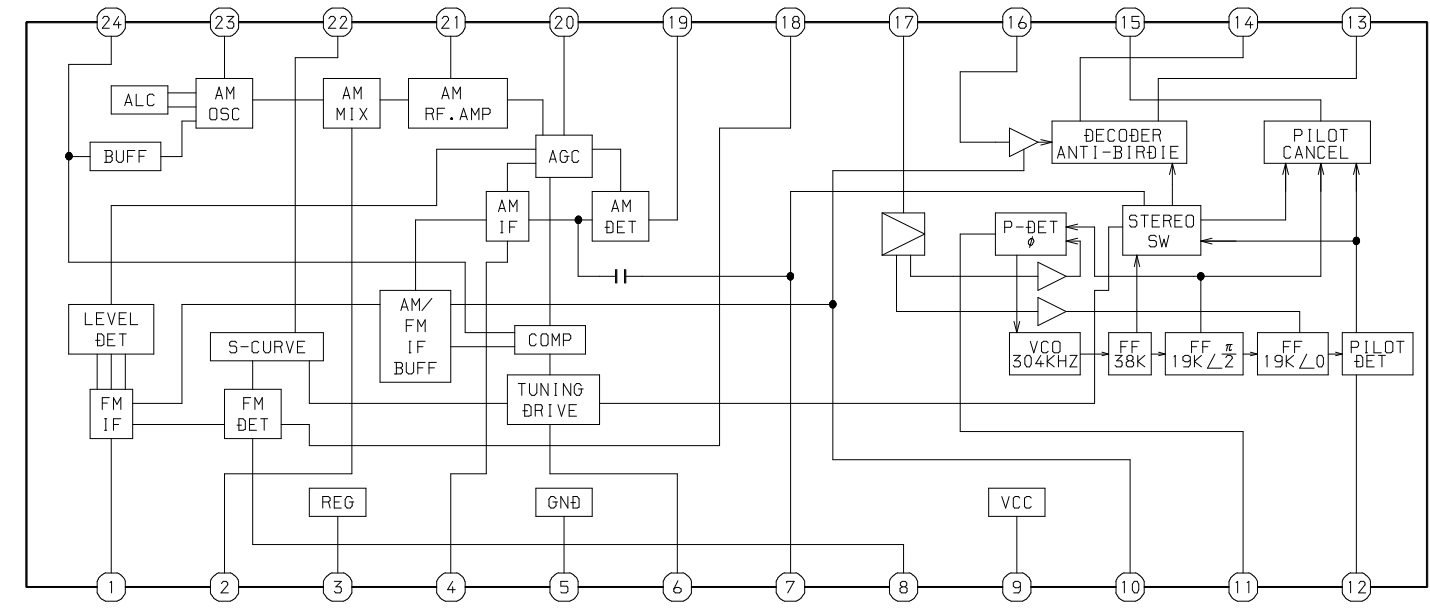 24 23 22 21 20 19 18 17 16 15 14 13
ALC
AM
OSC
AM
MIX
AM
RF.AMP
BUFF
AGC
DECODER
ANTI-BIRDIE
PILOT
CANCEL
AM
IF
AM
DET
P-DET
ø
STEREO
SW
LEVEL
DET
S-CURVE
AM/
FM
IF
BUFF
COMP
VCO
304KHZ
FF
38K
FF
19K∠π/2
FF
19K∠0
PILOT
DET
FM
IF
FM
DET
TUNING
DRIVE
REG
GND
VCC
1 2 3 4 5 6 7 8 9 10 11 12